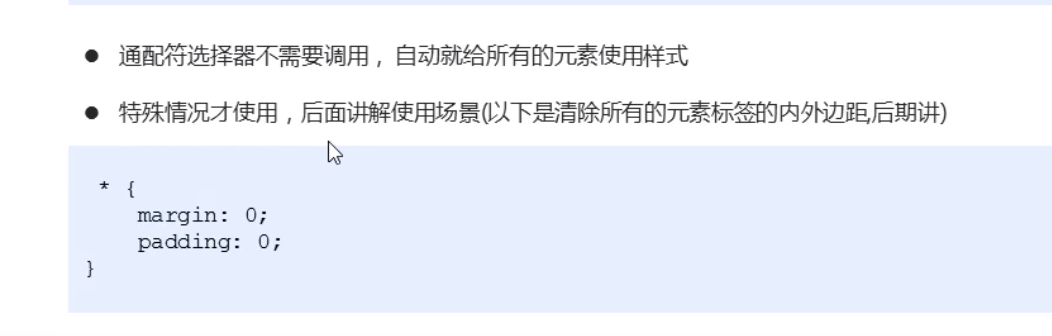 ● 通配符选择器不需要调用，自动就给所有的元素使用样式
● 特殊情况才使用，后面讲解使用场景(以下是清除所有的元素标签的内外边距,后期讲)
* {
margin: 0;
padding: 0;
}